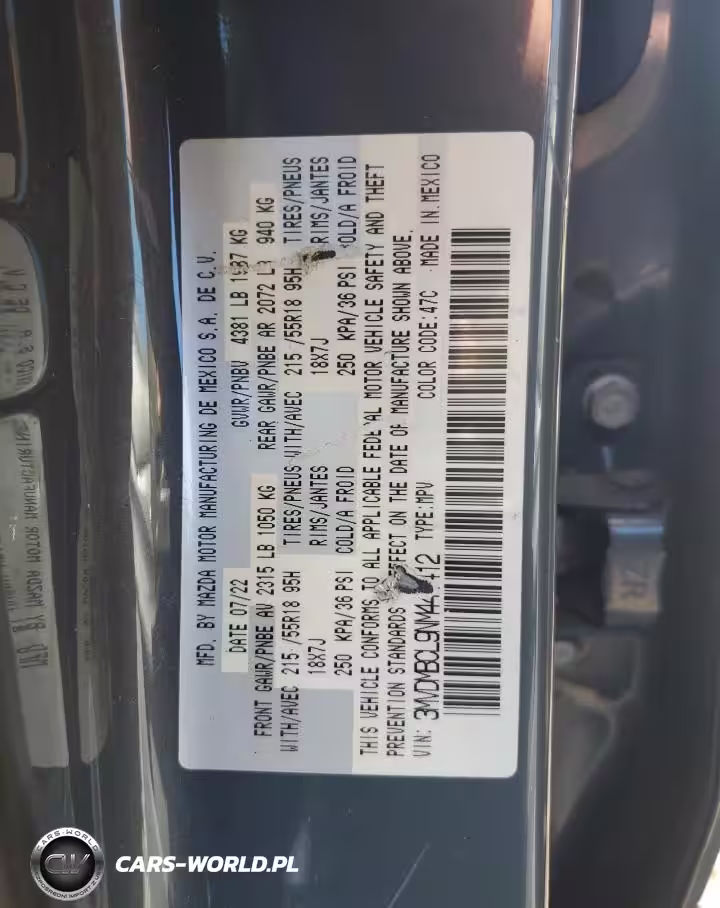 MFD. BY MAZDA MOTOR MANUFACTURING DE MEXICO S.A. DE C.V.
DATE 07/22 GVWR/PNBV 4381 LB 1987 KG
FRONT GAWR/PNBE AV 2315 LB 1050 KG REAR GAWR/PNBE AR 2072 LB 940 KG
WITH/AVEC 215 /55R18 95H TIRES/PNEUS WITH/AVEC 215 /55R18 95H TIRES/PNEUS
18X7J RIMS/JANTES 18X7J RIMS/JANTES
250 KPA/36 PSI COLD/A FROID 250 KPA/36 PSI COLD/A FROID
THIS VEHICLE CONFORMS TO ALL APPLICABLE FEDERAL MOTOR VEHICLE SAFETY AND THEFT
PREVENTION STANDARDS EFFECT ON THE DATE OF MANUFACTURE SHOWN ABOVE.
VIN: TYPE:MPV COLOR CODE:47C MADE IN MEXICO
CARS-WORLD
CW
CARS-WORLD.PL